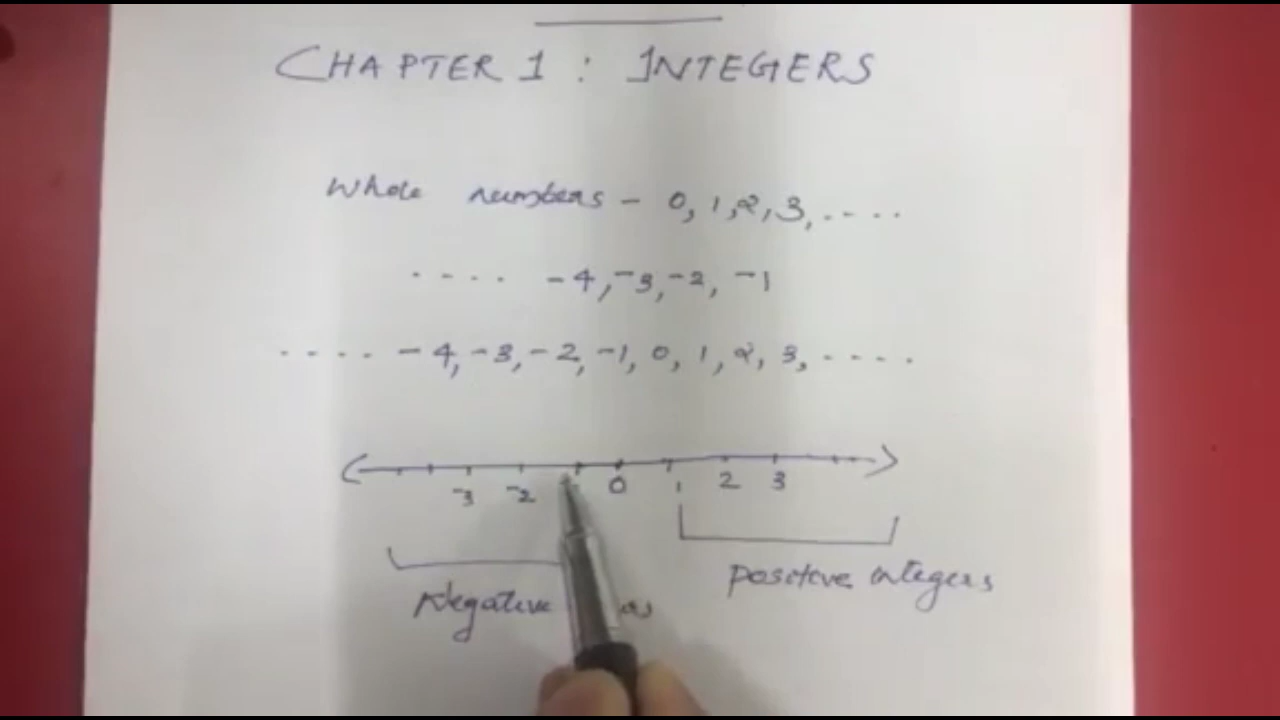 CHAPTER 1 : INTEGERS
Whole numbers - 0, 1, 2, 3, ....
.... -4, -3, -2, -1
.... -4, -3, -2, -1, 0, 1, 2, 3, ....
-3 -2 0 1 2 3
Negative
positive integers